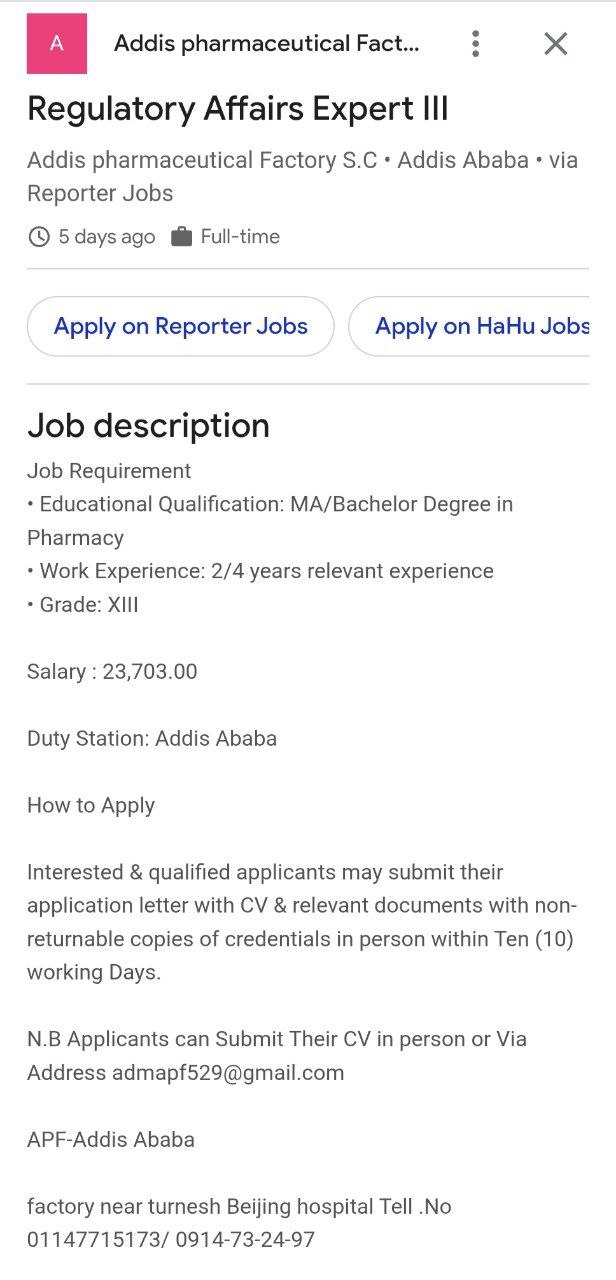 A
Addis pharmaceutical Fact...
Regulatory Affairs Expert III
Addis pharmaceutical Factory S.C • Addis Ababa • via
Reporter Jobs
5 days ago Full-time
Apply on Reporter Jobs
Apply on HaHu Jobs
Job description
Job Requirement
• Educational Qualification: MA/Bachelor Degree in
Pharmacy
• Work Experience: 2/4 years relevant experience
• Grade: XIII
Salary : 23,703.00
Duty Station: Addis Ababa
How to Apply
Interested & qualified applicants may submit their
application letter with CV & relevant documents with non-
returnable copies of credentials in person within Ten (10)
working Days.
N.B Applicants can Submit Their CV in person or Via
Address admapf529@gmail.com
APF-Addis Ababa
factory near turnesh Beijing hospital Tell .No
01147715173/ 0914-73-24-97